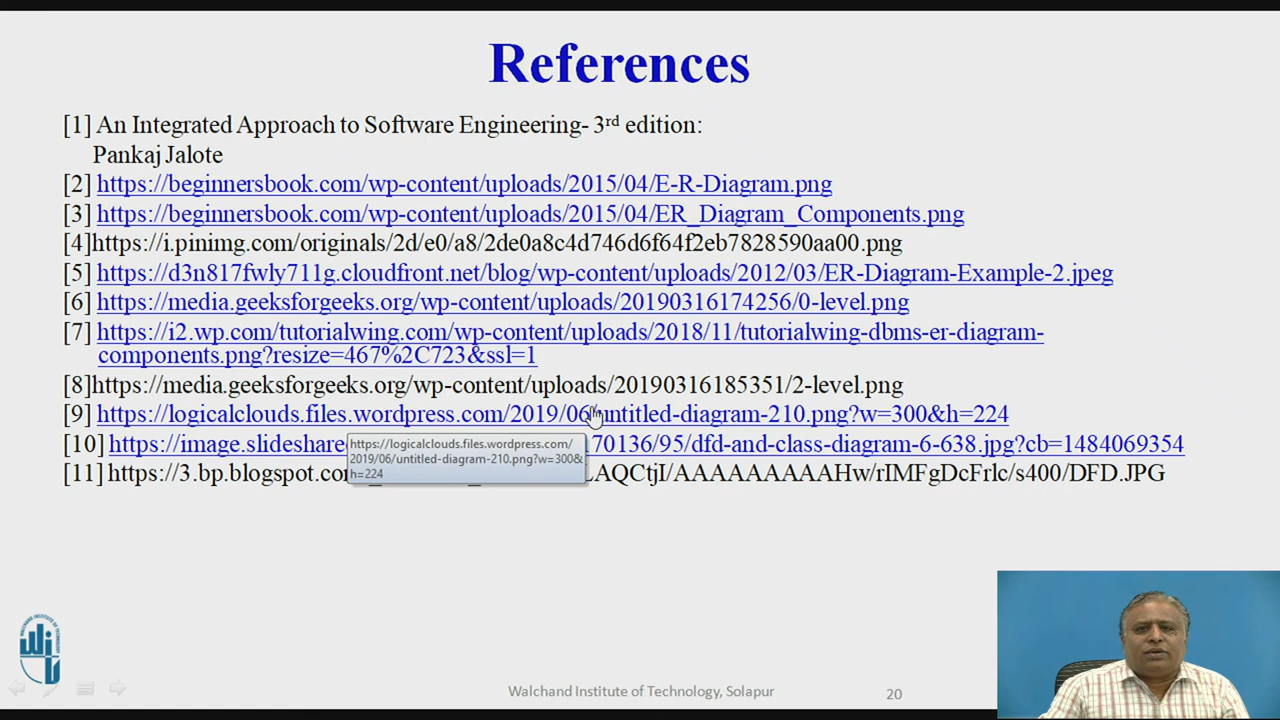 References
[1] An Integrated Approach to Software Engineering- 3rd edition:
Pankaj Jalote
[2] https://beginnersbook.com/wp-content/uploads/2015/04/E-R-Diagram.png
[3] https://beginnersbook.com/wp-content/uploads/2015/04/ER_Diagram_Components.png
[4]https://i.pinimg.com/originals/2d/e0/a8/2de0a8c4d746d6f64f2eb7828590aa00.png
[5] https://d3n817fwly711g.cloudfront.net/blog/wp-content/uploads/2012/03/ER-Diagram-Example-2.jpeg
[6] https://media.geeksforgeeks.org/wp-content/uploads/20190316174256/0-level.png
[7] https://i2.wp.com/tutorialwing.com/wp-content/uploads/2018/11/tutorialwing-dbms-er-diagram-
components.png?resize=467%2C723&ssl=1
[8]https://media.geeksforgeeks.org/wp-content/uploads/20190316185351/2-level.png
[9] https://logicalclouds.files.wordpress.com/2019/06/untitled-diagram-210.png?w=300&h=224
[10] https://image.slideshare 70136/95/dfd-and-class-diagram-6-638.jpg?cb=1484069354
https://logicalclouds.files.wordpress.com/
2019/06/untitled-diagram-210.png?w=300&
h=224
[11] https://3.bp.blogspot.co AQCtjI/AAAAAAAAAHw/rIMFgDcFrlc/s400/DFD.JPG
WALCHAND INSTITUTE OF TECHNOLOGY
Walchand Institute of Technology, Solapur
20